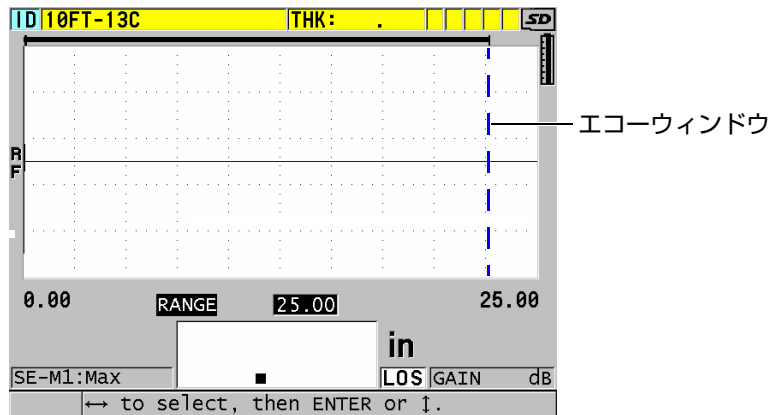 ID 10FT-13C THK: . SD
エコーウィンドウ
RF
0.00 RANGE 25.00 25.00
in
SE-M1:Max LOS GAIN dB
↔ to select, then ENTER or ↕.